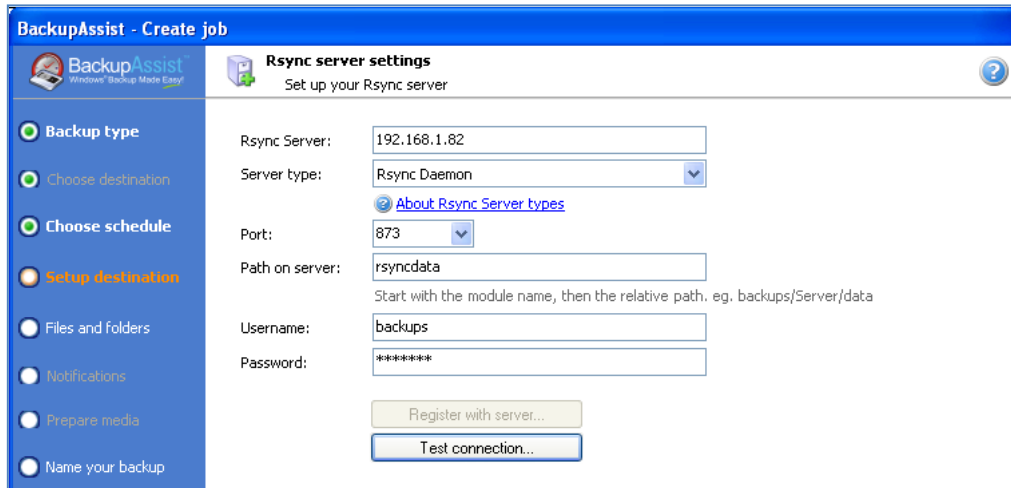 BackupAssist - Create job
BackupAssist™
Windows® Backup Made Easy!
Rsync server settings
Set up your Rsync server
?
Backup type
Choose destination
Choose schedule
Setup destination
Files and folders
Notifications
Prepare media
Name your backup
Rsync Server: 192.168.1.82
Server type: Rsync Daemon
? About Rsync Server types
Port: 873
Path on server: rsyncdata
Start with the module name, then the relative path. eg. backups/Server/data
Username: backups
Password: *******
Register with server...
Test connection...